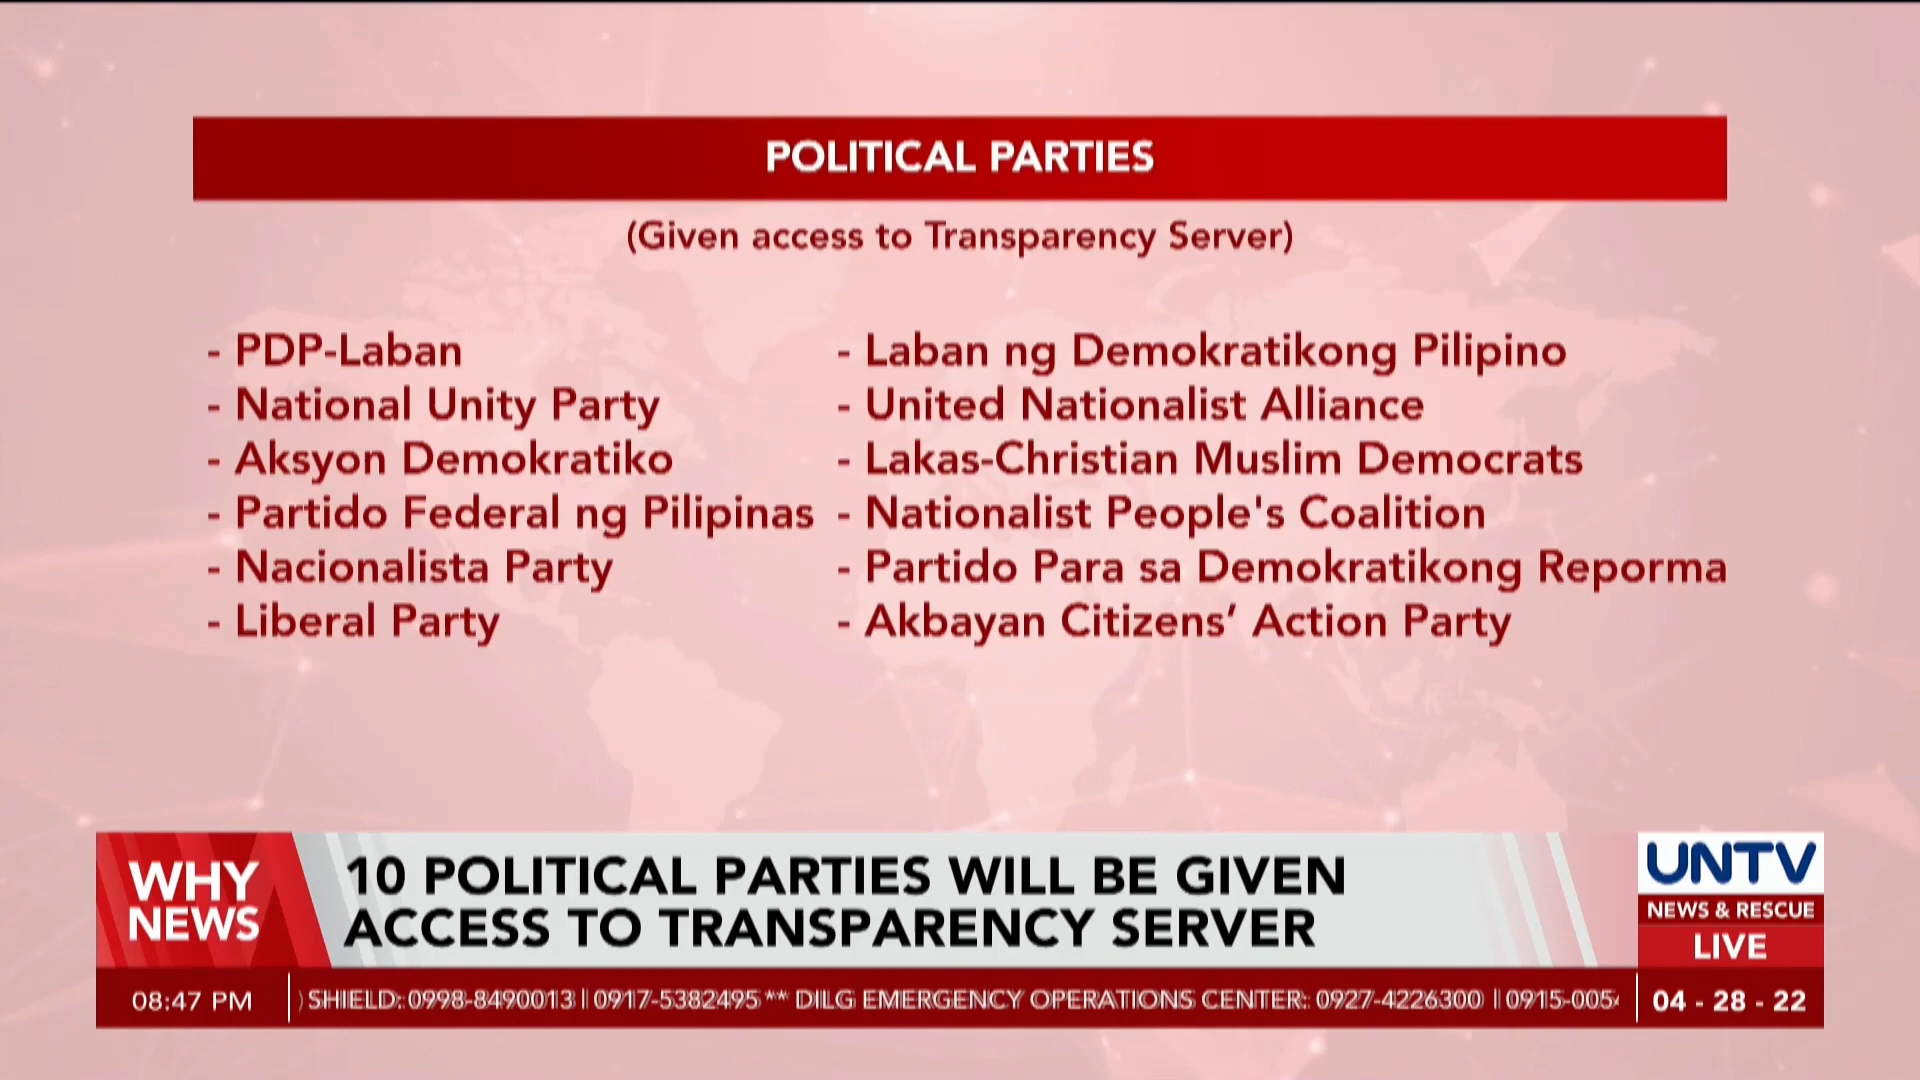 POLITICAL PARTIES
(Given access to Transparency Server)
- PDP-Laban
- National Unity Party
- Aksyon Demokratiko
- Partido Federal ng Pilipinas
- Nacionalista Party
- Liberal Party
- Laban ng Demokratikong Pilipino
- United Nationalist Alliance
- Lakas-Christian Muslim Democrats
- Nationalist People's Coalition
- Partido Para sa Demokratikong Reporma
- Akbayan Citizens’ Action Party
WHY
NEWS
10 POLITICAL PARTIES WILL BE GIVEN
ACCESS TO TRANSPARENCY SERVER
UNTV
NEWS & RESCUE
LIVE
08:47 PM
) SHIELD: 0998-8490013 || 0917-5382495 ** DILG EMERGENCY OPERATIONS CENTER: 0927-4226300 || 0915-005
04 - 28 - 22